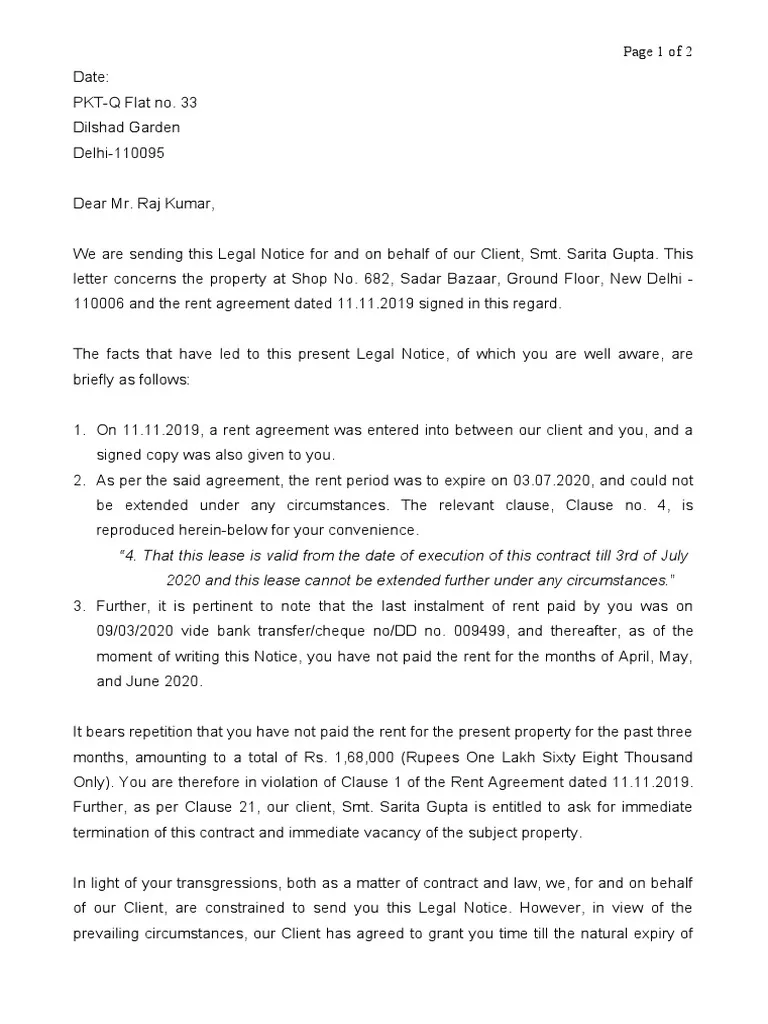 Page 1 of 2
Date:
PKT-Q Flat no. 33
Dilshad Garden
Delhi-110095
Dear Mr. Raj Kumar,
We are sending this Legal Notice for and on behalf of our Client, Smt. Sarita Gupta. This
letter concerns the property at Shop No. 682, Sadar Bazaar, Ground Floor, New Delhi -
110006 and the rent agreement dated 11.11.2019 signed in this regard.
The facts that have led to this present Legal Notice, of which you are well aware, are
briefly as follows:
1. On 11.11.2019, a rent agreement was entered into between our client and you, and a
signed copy was also given to you.
2. As per the said agreement, the rent period was to expire on 03.07.2020, and could not
be extended under any circumstances. The relevant clause, Clause no. 4, is
reproduced herein-below for your convenience.
“4. That this lease is valid from the date of execution of this contract till 3rd of July
2020 and this lease cannot be extended further under any circumstances.”
3. Further, it is pertinent to note that the last instalment of rent paid by you was on
09/03/2020 vide bank transfer/cheque no/DD no. 009499, and thereafter, as of the
moment of writing this Notice, you have not paid the rent for the months of April, May,
and June 2020.
It bears repetition that you have not paid the rent for the present property for the past three
months, amounting to a total of Rs. 1,68,000 (Rupees One Lakh Sixty Eight Thousand
Only). You are therefore in violation of Clause 1 of the Rent Agreement dated 11.11.2019.
Further, as per Clause 21, our client, Smt. Sarita Gupta is entitled to ask for immediate
termination of this contract and immediate vacancy of the subject property.
In light of your transgressions, both as a matter of contract and law, we, for and on behalf
of our Client, are constrained to send you this Legal Notice. However, in view of the
prevailing circumstances, our Client has agreed to grant you time till the natural expiry of